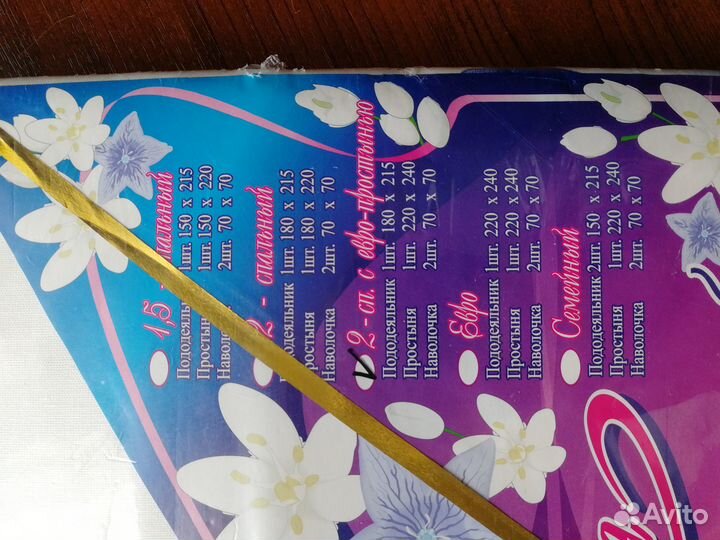 1,5 - спальный
Пододеяльник 1шт. 150 х 215
Простыня 1шт. 150 х 220
Наволочка 2шт. 70 х 70
2 - спальный
Пододеяльник 1шт. 180 х 215
Простыня 1шт. 180 х 220
Наволочка 2шт. 70 х 70
2 - сп. с евро-простынью
Пододеяльник 1шт. 180 х 215
Простыня 1шт. 220 х 240
Наволочка 2шт. 70 х 70
Евро
Пододеяльник 1шт. 220 х 240
Простыня 1шт. 220 х 240
Наволочка 2шт. 70 х 70
Семейный
Пододеяльник 2шт. 150 х 215
Простыня 1шт. 220 х 240
Наволочка 2шт. 70 х 70
Avito